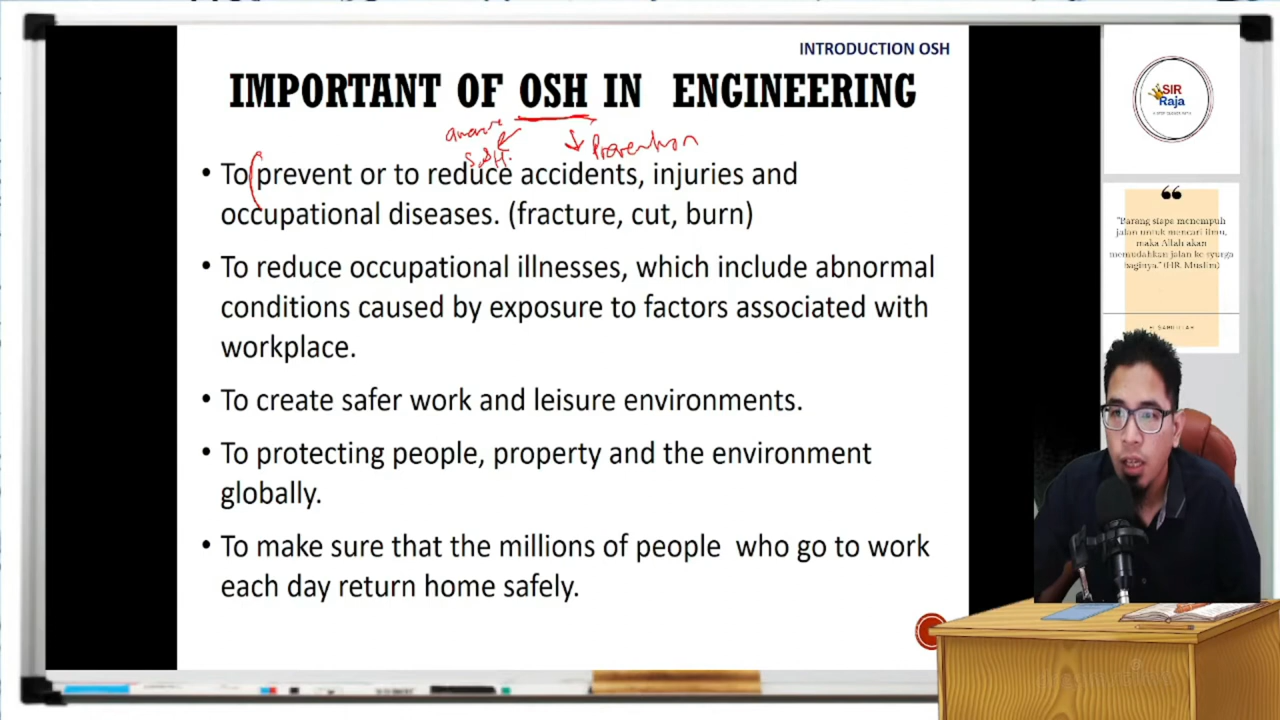 INTRODUCTION OSH
IMPORTANT OF OSH IN ENGINEERING
Prevention
• To prevent or to reduce accidents, injuries and
occupational diseases. (fracture, cut, burn)
• To reduce occupational illnesses, which include abnormal
conditions caused by exposure to factors associated with
workplace.
• To create safer work and leisure environments.
• To protecting people, property and the environment
globally.
• To make sure that the millions of people who go to work
each day return home safely.
SIR
Raja
❝
"Barang siapa menempuh
jalan untuk mencari ilmu,
maka Allah akan
memudahkan jalan ke syurga
baginya." (HR. Muslim)